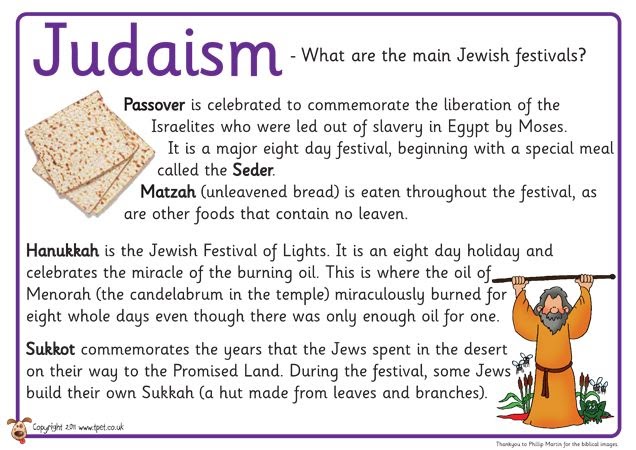 Judaism - What are the main Jewish festivals?
Passover is celebrated to commemorate the liberation of the
Israelites who were led out of slavery in Egypt by Moses.
It is a major eight day festival, beginning with a special meal
called the Seder.
Matzah (unleavened bread) is eaten throughout the festival, as
are other foods that contain no leaven.
Hanukkah is the Jewish Festival of Lights. It is an eight day holiday and
celebrates the miracle of the burning oil. This is where the oil of
Menorah (the candelabrum in the temple) miraculously burned for
eight whole days even though there was only enough oil for one.
Sukkot commemorates the years that the Jews spent in the desert
on their way to the Promised Land. During the festival, some Jews
build their own Sukkah (a hut made from leaves and branches).
Copyright 2011 www.tpet.co.uk
Thankyou to Phillip Martin for the biblical images.